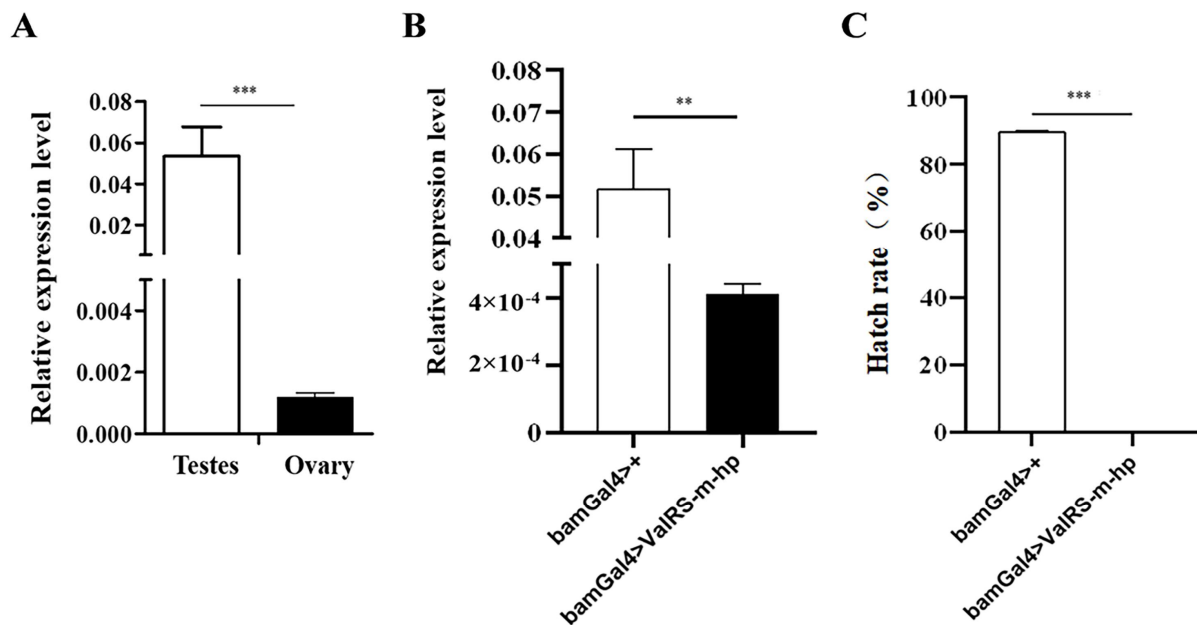 A
B
C
Relative expression level
***
0.08
0.06
0.04
0.02
0.004
0.002
0.000
Testes
Ovary
Relative expression level
**
0.08
0.07
0.06
0.05
0.04
4×10⁻⁴
2×10⁻⁴
0
bamGal4>+
bamGal4>ValRS-m-hp
Hatch rate（%）
***
100
80
60
40
20
0
bamGal4>+
bamGal4>ValRS-m-hp